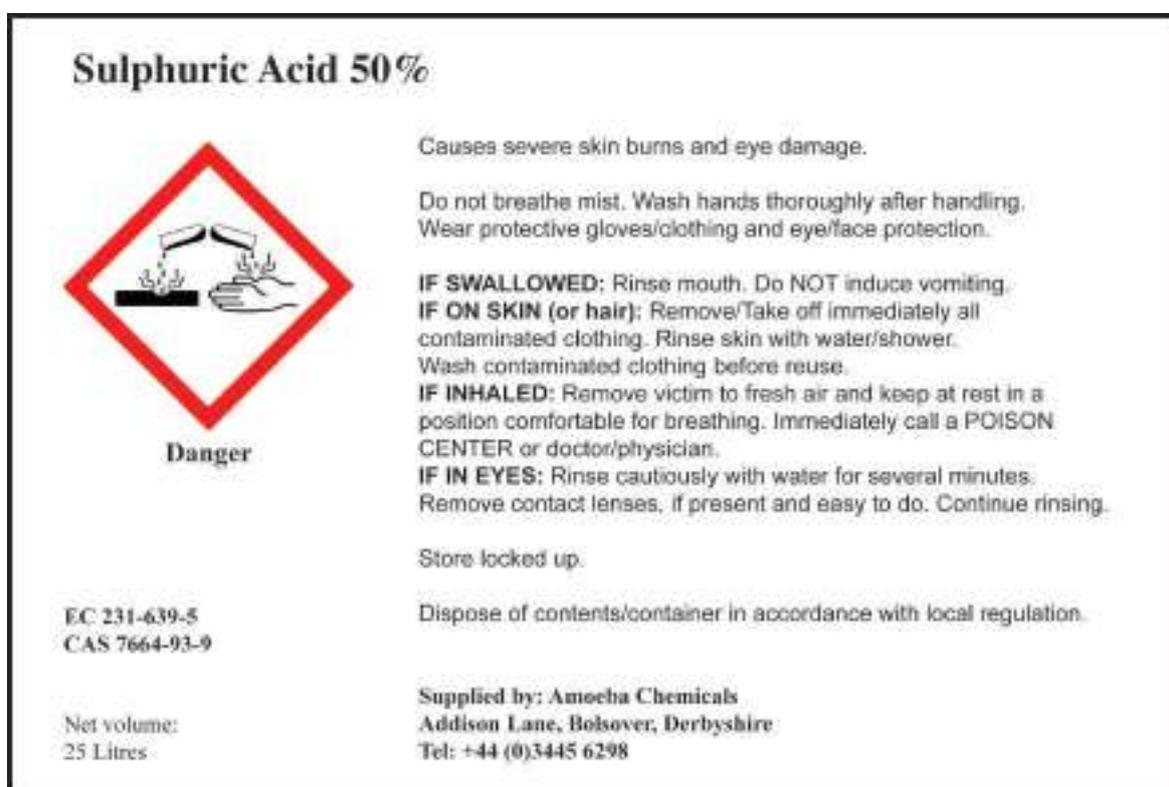 Sulphuric Acid 50%
Danger
EC 231-639-5
CAS 7664-93-9
Net volume:
25 Litres
Causes severe skin burns and eye damage.
Do not breathe mist. Wash hands thoroughly after handling.
Wear protective gloves/clothing and eye/face protection.
IF SWALLOWED: Rinse mouth. Do NOT induce vomiting.
IF ON SKIN (or hair): Remove/Take off immediately all
contaminated clothing. Rinse skin with water/shower.
Wash contaminated clothing before reuse.
IF INHALED: Remove victim to fresh air and keep at rest in a
position comfortable for breathing. Immediately call a POISON
CENTER or doctor/physician.
IF IN EYES: Rinse cautiously with water for several minutes.
Remove contact lenses, if present and easy to do. Continue rinsing.
Store locked up.
Dispose of contents/container in accordance with local regulation.
Supplied by: Amoeba Chemicals
Addison Lane, Bolsover, Derbyshire
Tel: +44 (0)3445 6298